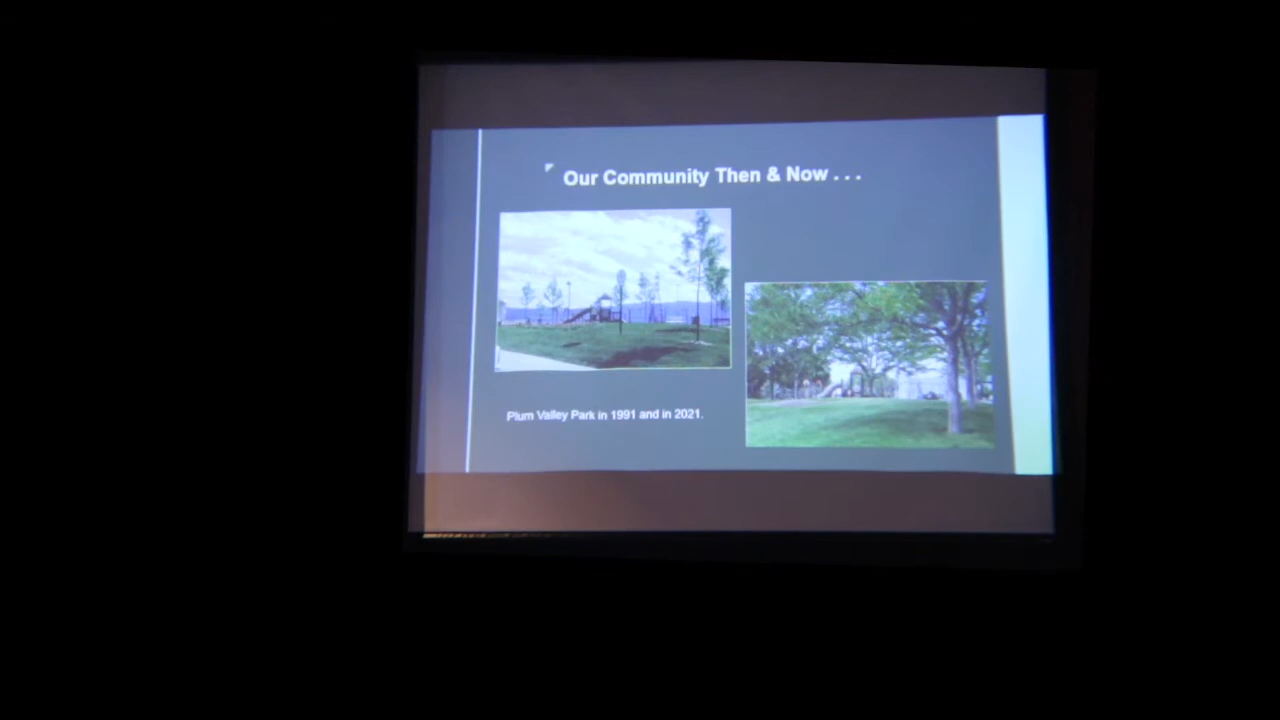 Our Community Then & Now . . .
Plum Valley Park in 1991 and in 2021.